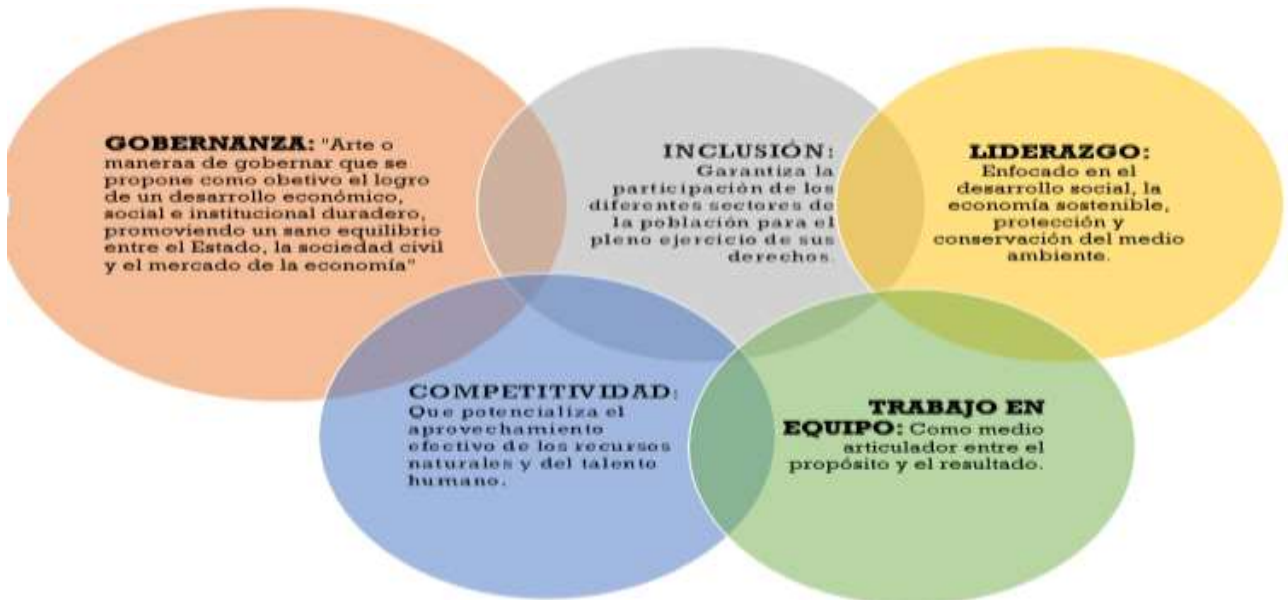 GOBERNANZA: "Arte o
maneraa de gobernar que se
propone como obetivo el logro
de un desarrollo económico,
social e institucional duradero,
promoviendo un sano equilibrio
entre el Estado, la sociedad civil
y el mercado de la economía"
INCLUSIÓN:
Garantiza la
participación de los
diferentes sectores de
la población para el
pleno ejercicio de sus
derechos.
LIDERAZGO:
Enfocado en el
desarrollo social, la
economía sostenible,
protección y
conservación del medio
ambiente.
COMPETITIVIDAD:
Que potencializa el
aprovechamiento
efectivo de los recursos
naturales y del talento
humano.
TRABAJO EN
EQUIPO: Como medio
articulador entre el
propósito y el resultado.